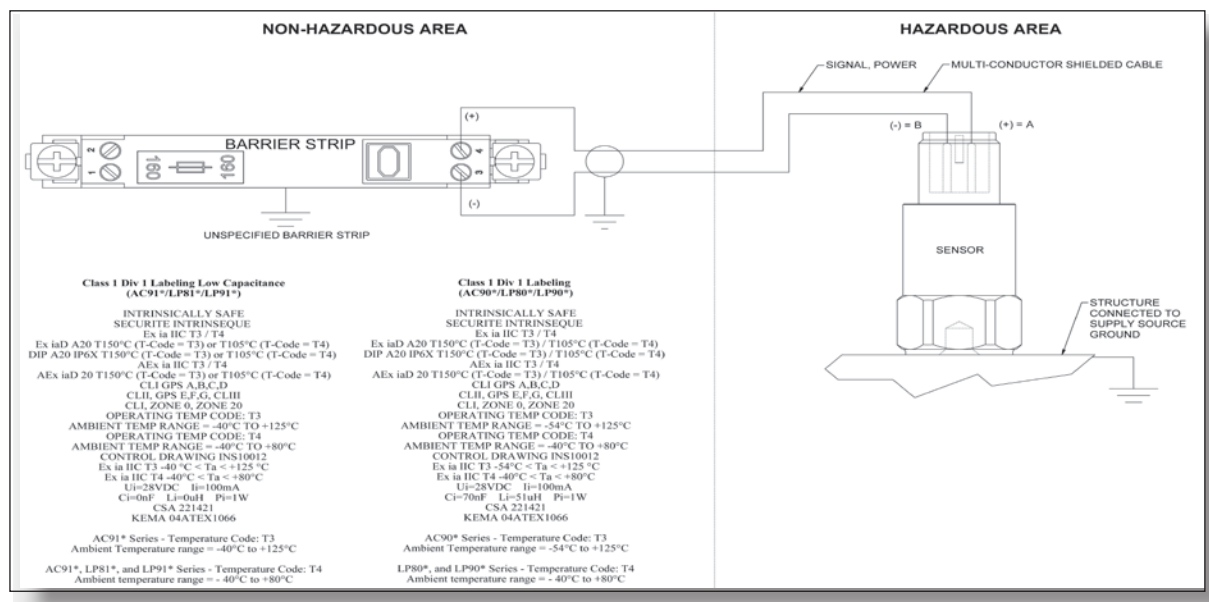 NON-HAZARDOUS AREA
HAZARDOUS AREA
SIGNAL, POWER
MULTI-CONDUCTOR SHIELDED CABLE
(+)
(-) = B
(+) = A
BARRIER STRIP
2
1
160
160
4
3
(-)
UNSPECIFIED BARRIER STRIP
SENSOR
STRUCTURE
CONNECTED TO
SUPPLY SOURCE
GROUND
Class 1 Div 1 Labeling Low Capacitance
(AC91*/LP81*/LP91*)
INTRINSICALLY SAFE
SECURITE INTRINSEQUE
Ex ia IIC T3 / T4
Ex iaD A20 T150°C (T-Code = T3) or T105°C (T-Code = T4)
DIP A20 IP6X T150°C (T-Code = T3) or T105°C (T-Code = T4)
AEx ia IIC T3 / T4
AEx iaD 20 T150°C (T-Code = T3) or T105°C (T-Code = T4)
CLI GPS A,B,C,D
CLII, GPS E,F,G, CLIII
CLI, ZONE 0, ZONE 20
OPERATING TEMP CODE: T3
AMBIENT TEMP RANGE = -40°C TO +125°C
OPERATING TEMP CODE: T4
AMBIENT TEMP RANGE = -40°C TO +80°C
CONTROL DRAWING INS10012
Ex ia IIC T3 -40 °C < Ta < +125 °C
Ex ia IIC T4 -40°C < Ta < +80°C
Ui=28VDC Ii=100mA
Ci=0nF Li=0uH Pi=1W
CSA 221421
KEMA 04ATEX1066
AC91* Series - Temperature Code: T3
Ambient Temperature range = -40°C to +125°C
AC91*, LP81*, and LP91* Series - Temperature Code: T4
Ambient temperature range = - 40°C to +80°C
Class 1 Div 1 Labeling
(AC90*/LP80*/LP90*)
INTRINSICALLY SAFE
SECURITE INTRINSEQUE
Ex ia IIC T3 / T4
Ex iaD A20 T150°C (T-Code = T3) / T105°C (T-Code = T4)
DIP A20 IP6X T150°C (T-Code = T3) / T105°C (T-Code = T4)
AEx ia IIC T3 / T4
AEx iaD 20 T150°C (T-Code = T3) / T105°C (T-Code = T4)
CLI GPS A,B,C,D
CLII, GPS E,F,G, CLIII
CLI, ZONE 0, ZONE 20
OPERATING TEMP CODE: T3
AMBIENT TEMP RANGE = -54°C TO +125°C
OPERATING TEMP CODE: T4
AMBIENT TEMP RANGE = -40°C TO +80°C
CONTROL DRAWING INS10012
Ex ia IIC T3 -54°C < Ta < +125 °C
Ex ia IIC T4 -40°C < Ta < +80°C
Ui=28VDC Ii=100mA
Ci=70nF Li=51uH Pi=1W
CSA 221421
KEMA 04ATEX1066
AC90* Series - Temperature Code: T3
Ambient Temperature range = -54°C to +125°C
LP80*, and LP90* Series - Temperature Code: T4
Ambient temperature range = - 40°C to +80°C